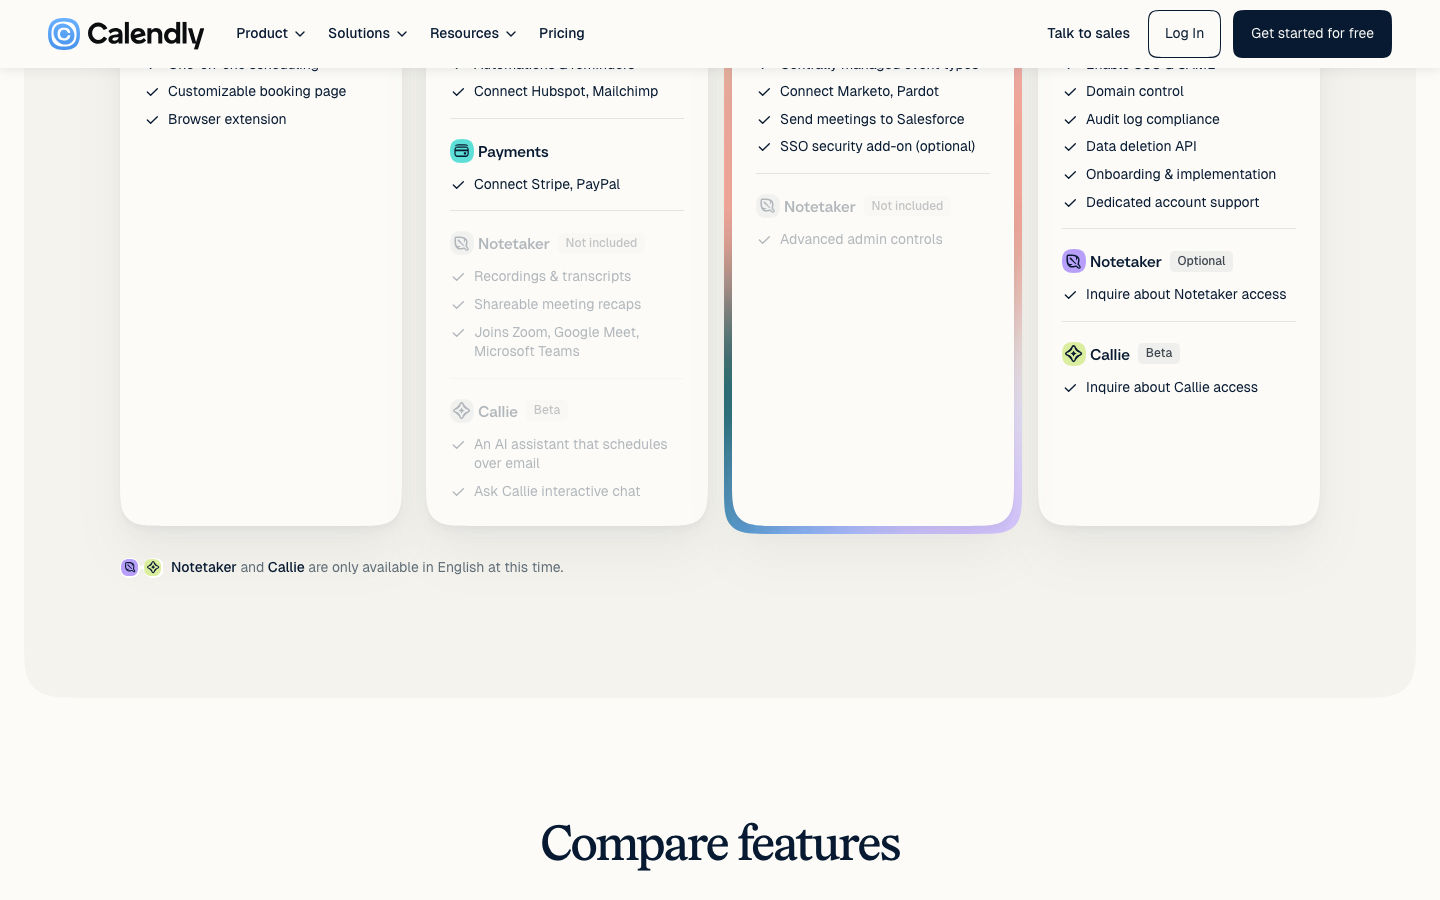 Calendly
Product
Solutions
Resources
Pricing
Talk to sales
Log In
Get started for free
Customizable booking page
Browser extension
Connect Hubspot, Mailchimp
Payments
Connect Stripe, PayPal
Notetaker
Not included
Recordings & transcripts
Shareable meeting recaps
Joins Zoom, Google Meet,
Microsoft Teams
Callie
Beta
An AI assistant that schedules
over email
Ask Callie interactive chat
Connect Marketo, Pardot
Send meetings to Salesforce
SSO security add-on (optional)
Notetaker
Not included
Advanced admin controls
Domain control
Audit log compliance
Data deletion API
Onboarding & implementation
Dedicated account support
Notetaker
Optional
Inquire about Notetaker access
Callie
Beta
Inquire about Callie access
Notetaker and Callie are only available in English at this time.
Compare features